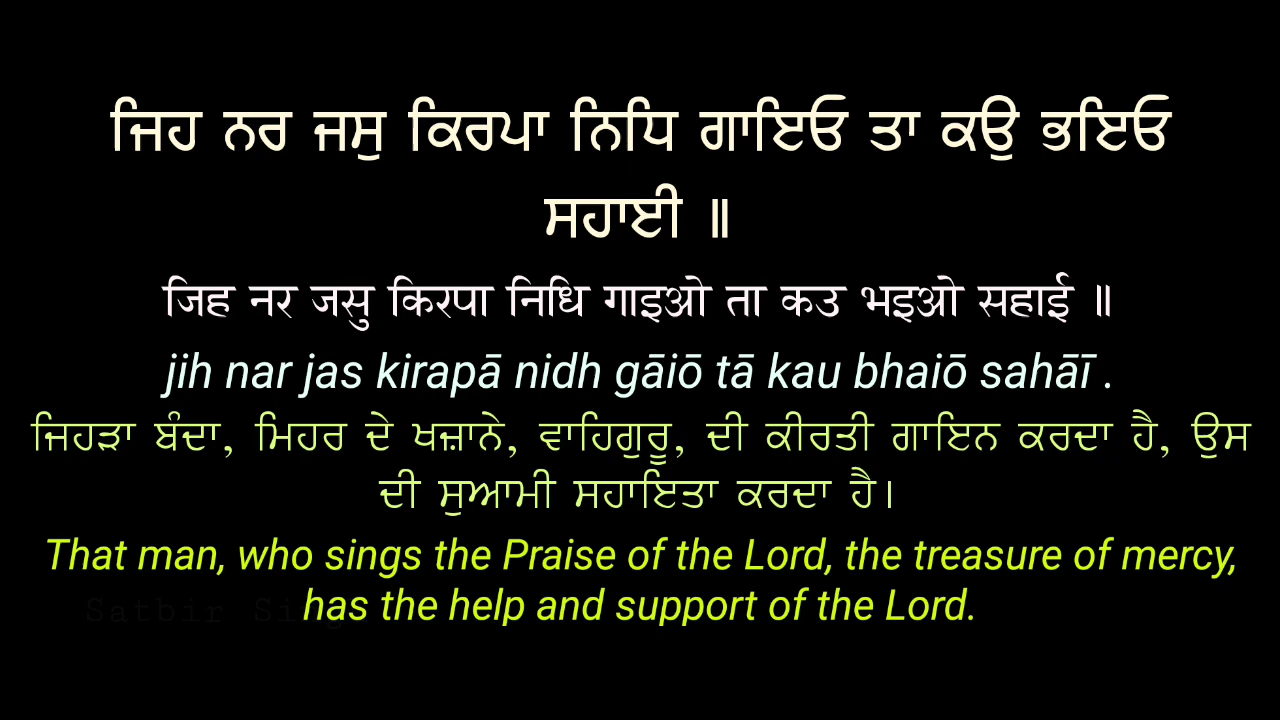 ਜਿਹ ਨਰ ਜਸੁ ਕਿਰਪਾ ਨਿਧਿ ਗਾਇਓ ਤਾ ਕਉ ਭਇਓ
ਸਹਾਈ ॥
जिह नर जसु किरपा निधि गाइओ ता कउ भइओ सहाई ॥
jih nar jas kirapā nidh gāiō tā kau bhaiō sahāī .
ਜਿਹੜਾ ਬੰਦਾ, ਮਿਹਰ ਦੇ ਖਜ਼ਾਨੇ, ਵਾਹਿਗੁਰੂ, ਦੀ ਕੀਰਤੀ ਗਾਇਨ ਕਰਦਾ ਹੈ, ਉਸ
ਦੀ ਸੁਆਮੀ ਸਹਾਇਤਾ ਕਰਦਾ ਹੈ।
That man, who sings the Praise of the Lord, the treasure of mercy,
has the help and support of the Lord.
Satbir